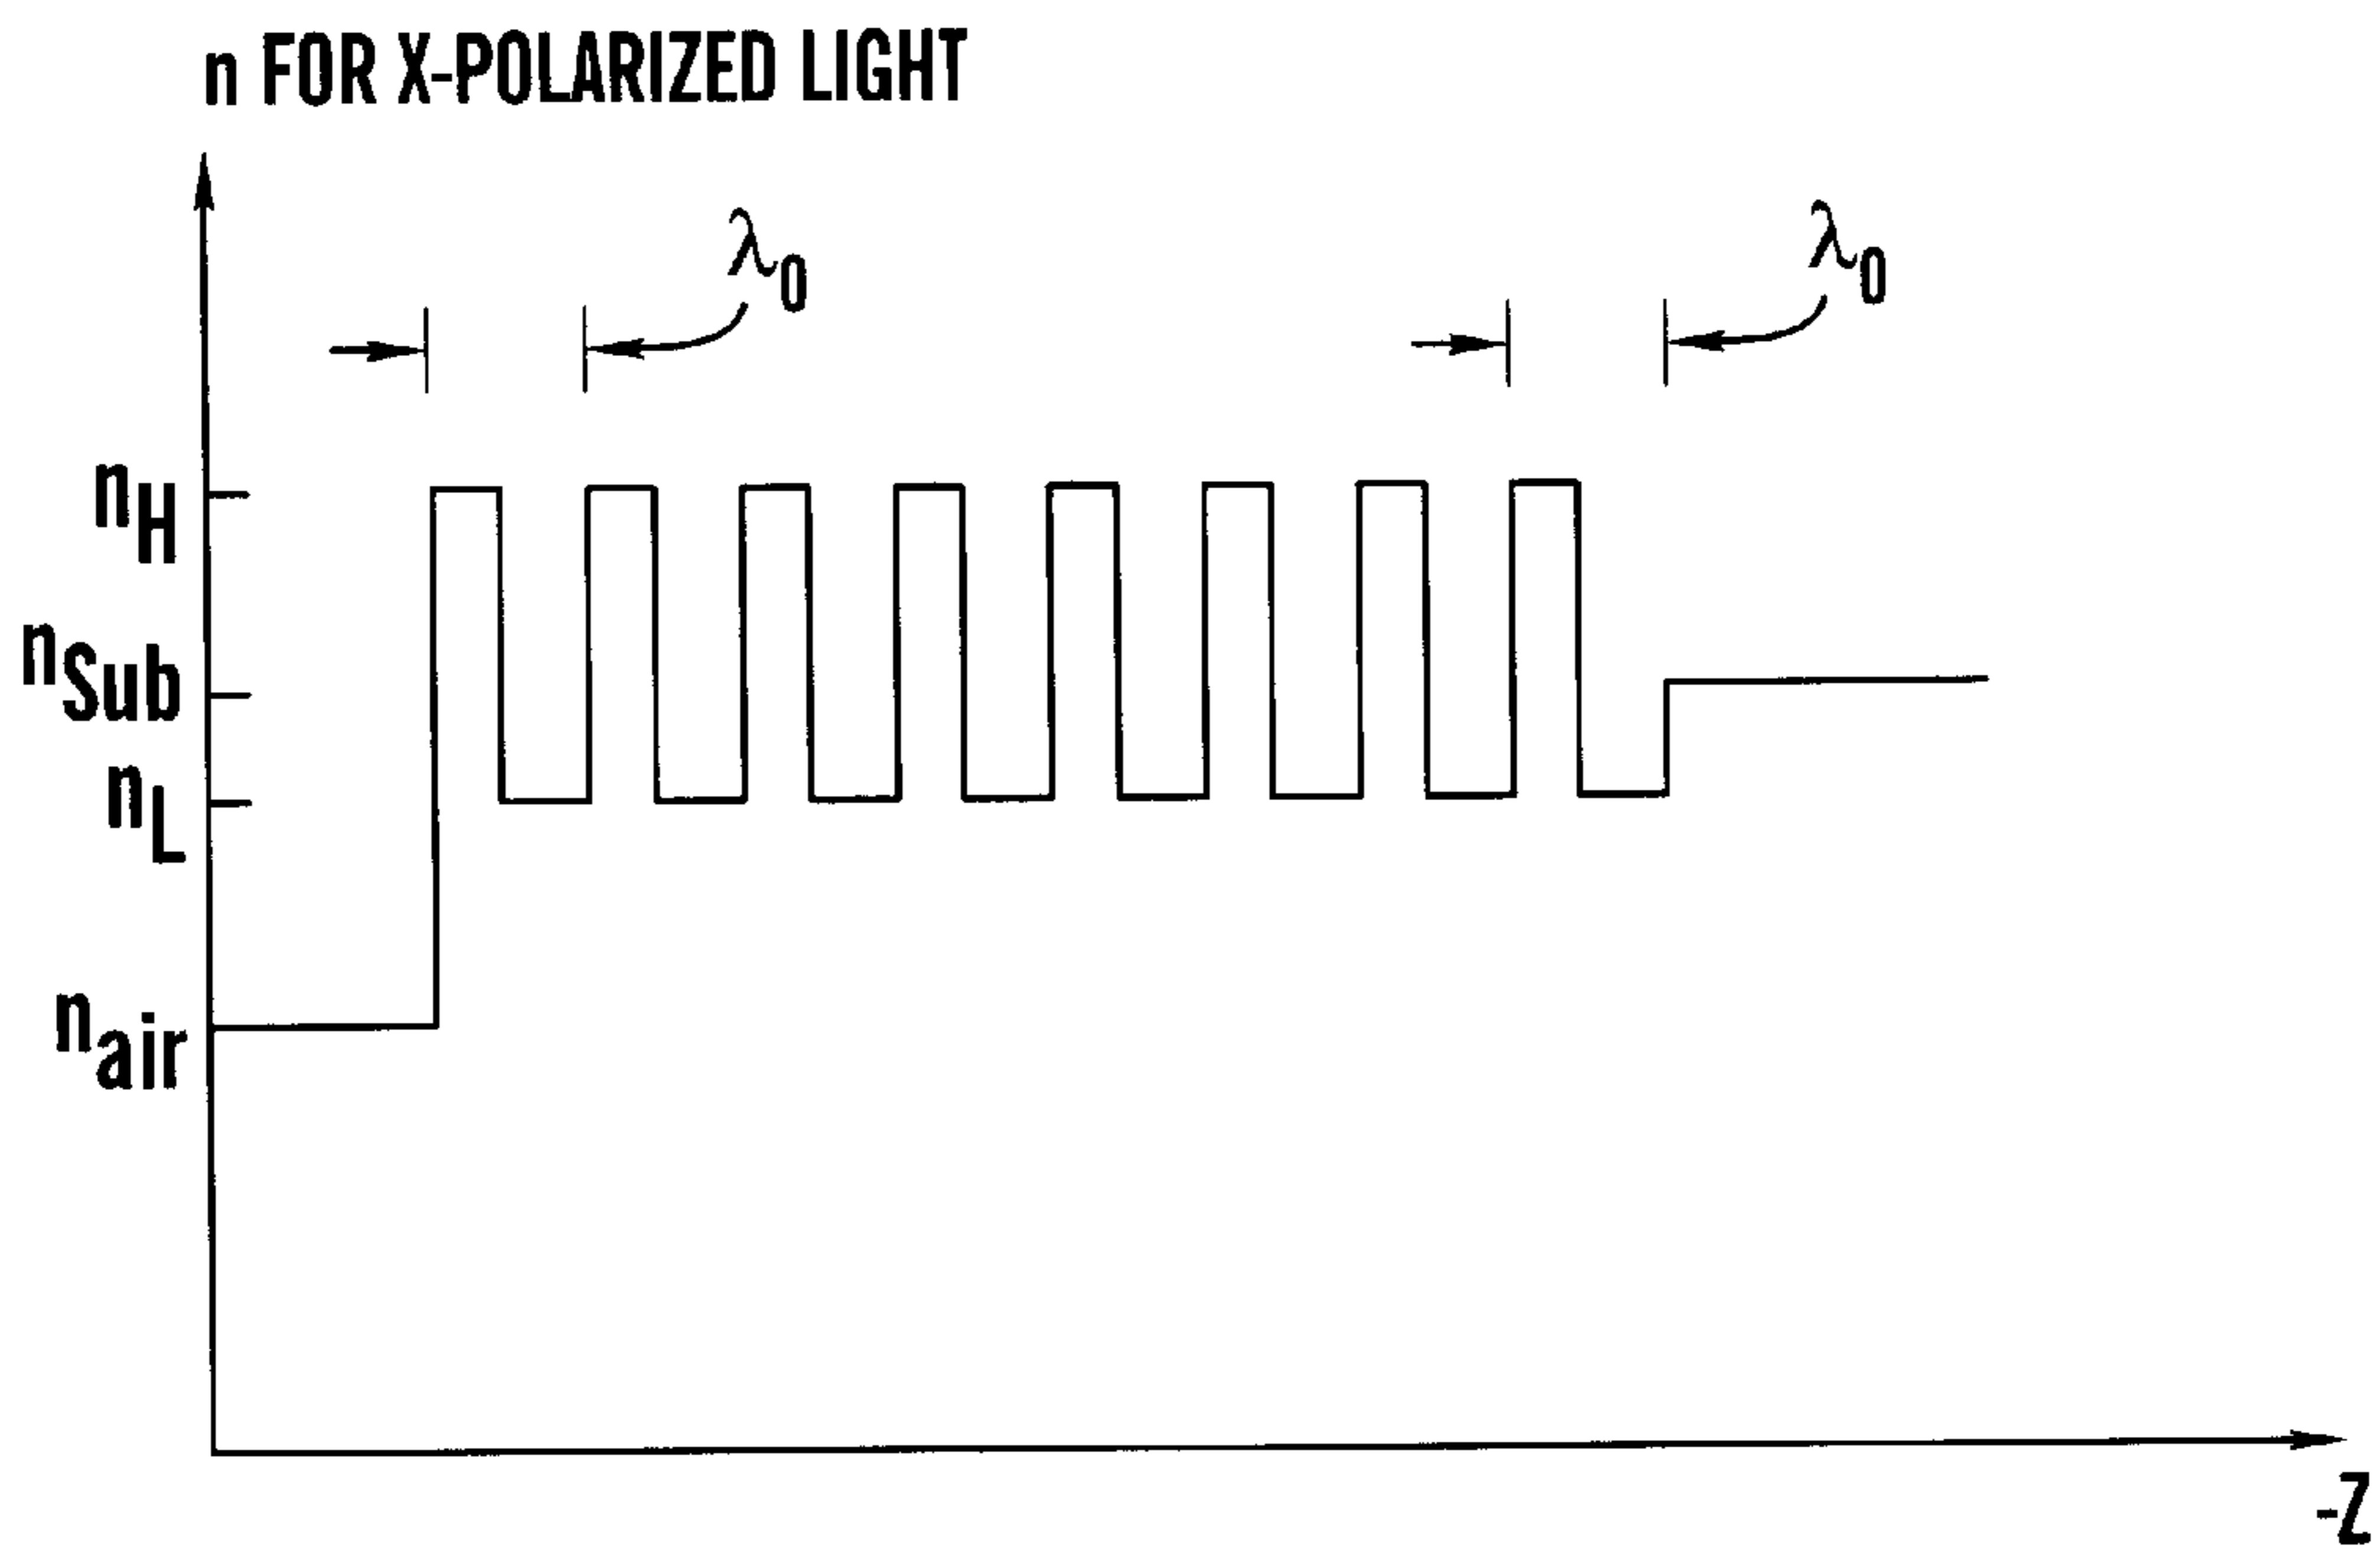 n FOR X-POLARIZED LIGHT
λ0
λ0
nH
nSub
nL
nair
-Z